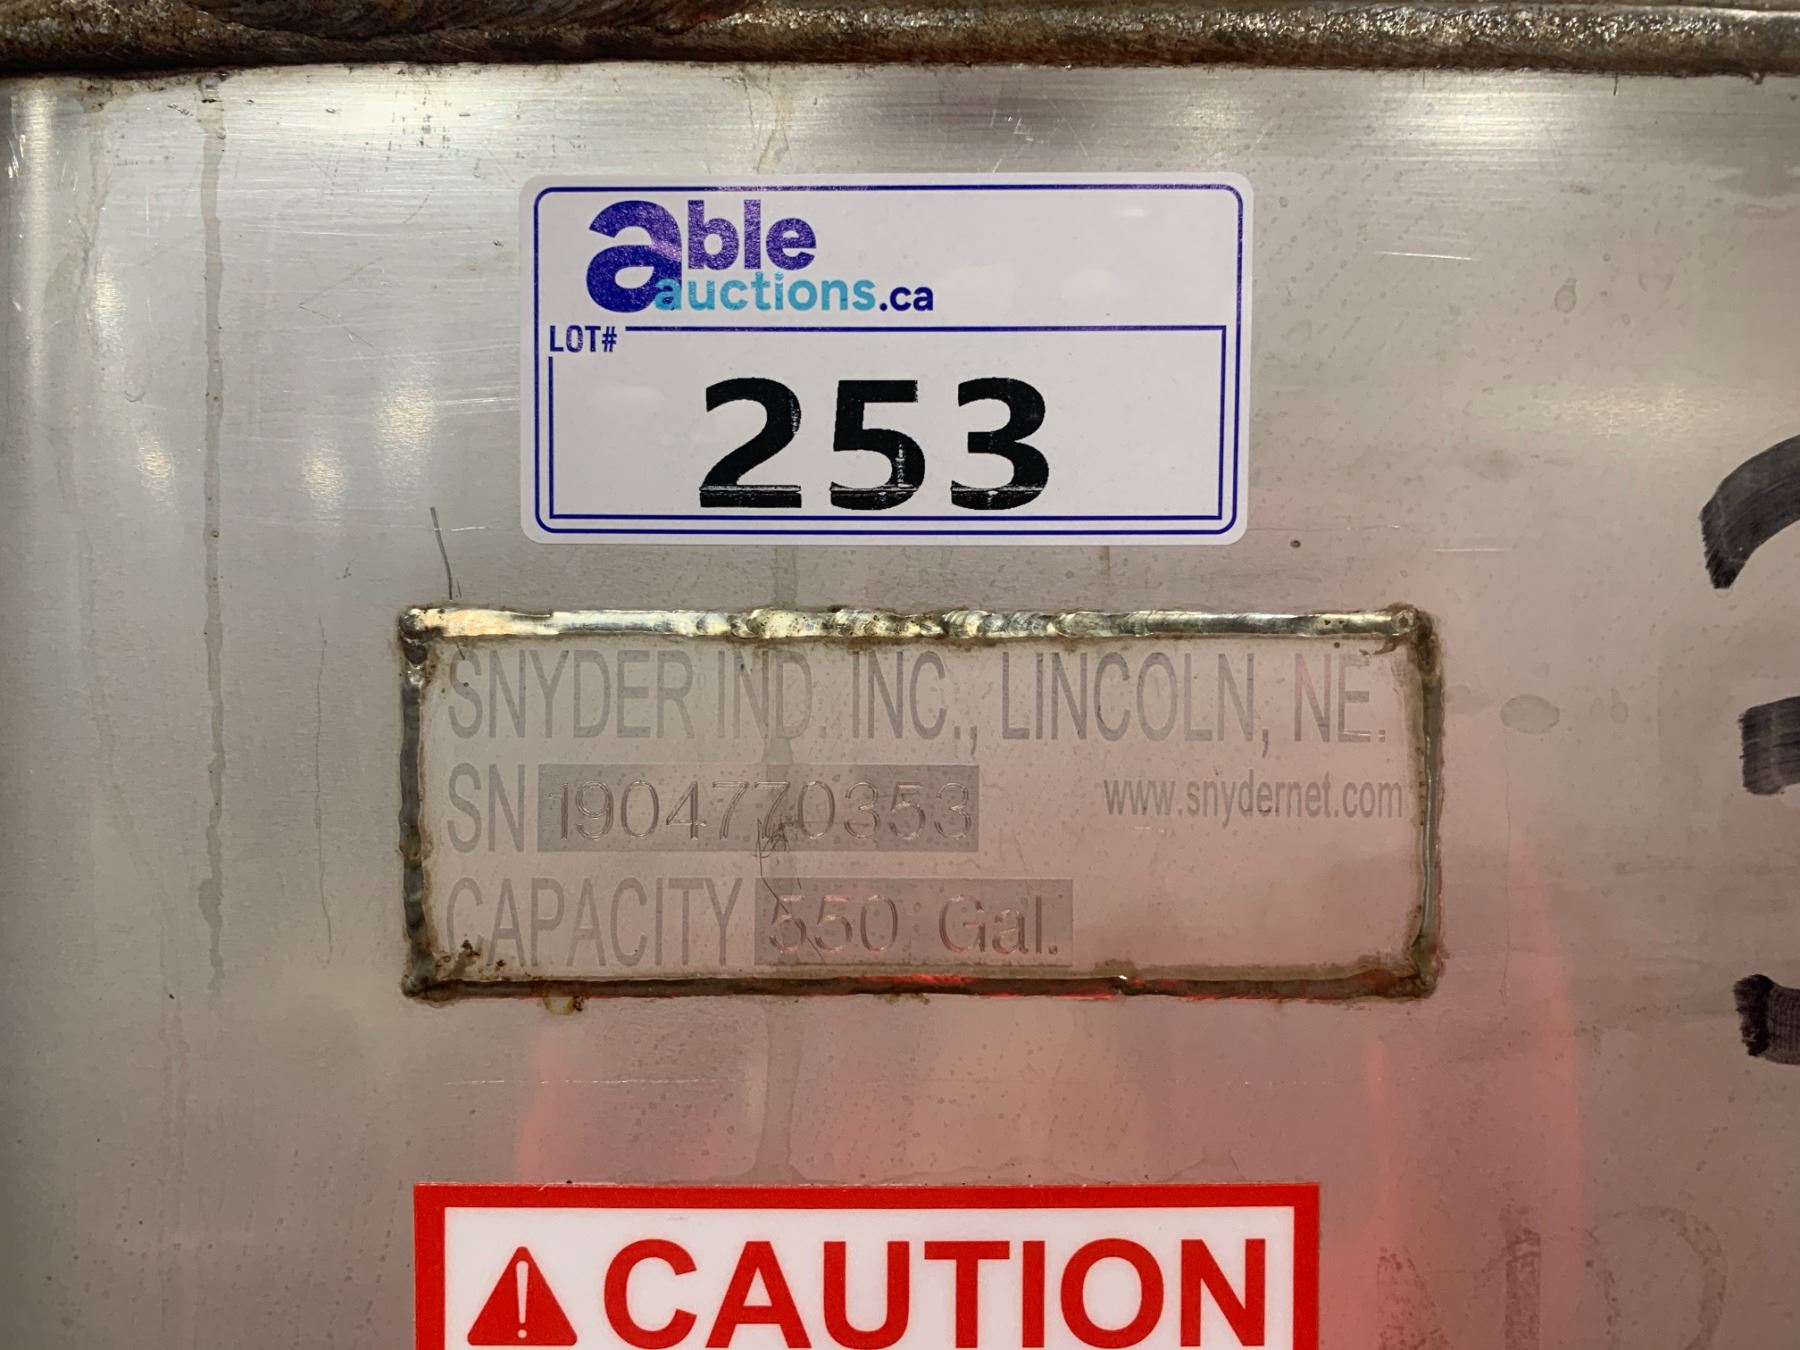 able
auctions.ca
LOT#
253
SNYDER IND. INC., LINCOLN, NE.
SN 1904770353
www.snydernet.com
CAPACITY 550 Gal.
CAUTION